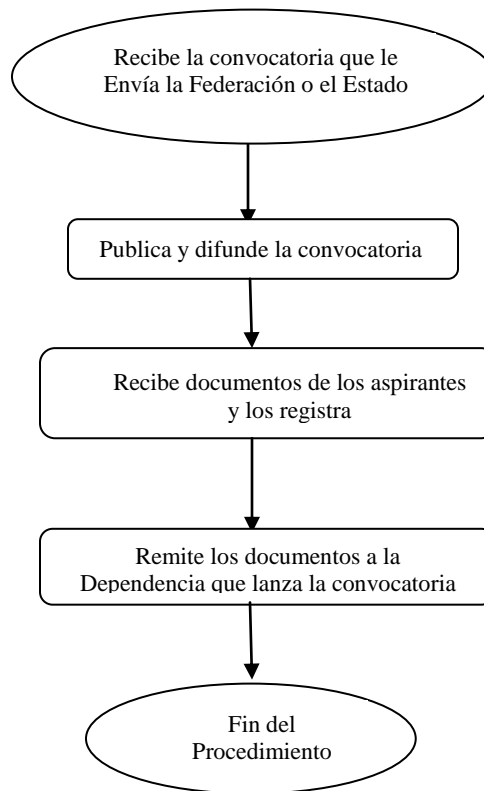 Recibe la convocatoria que le
Envía la Federación o el Estado
Publica y difunde la convocatoria
Recibe documentos de los aspirantes
y los registra
Remite los documentos a la
Dependencia que lanza la convocatoria
Fin del
Procedimiento